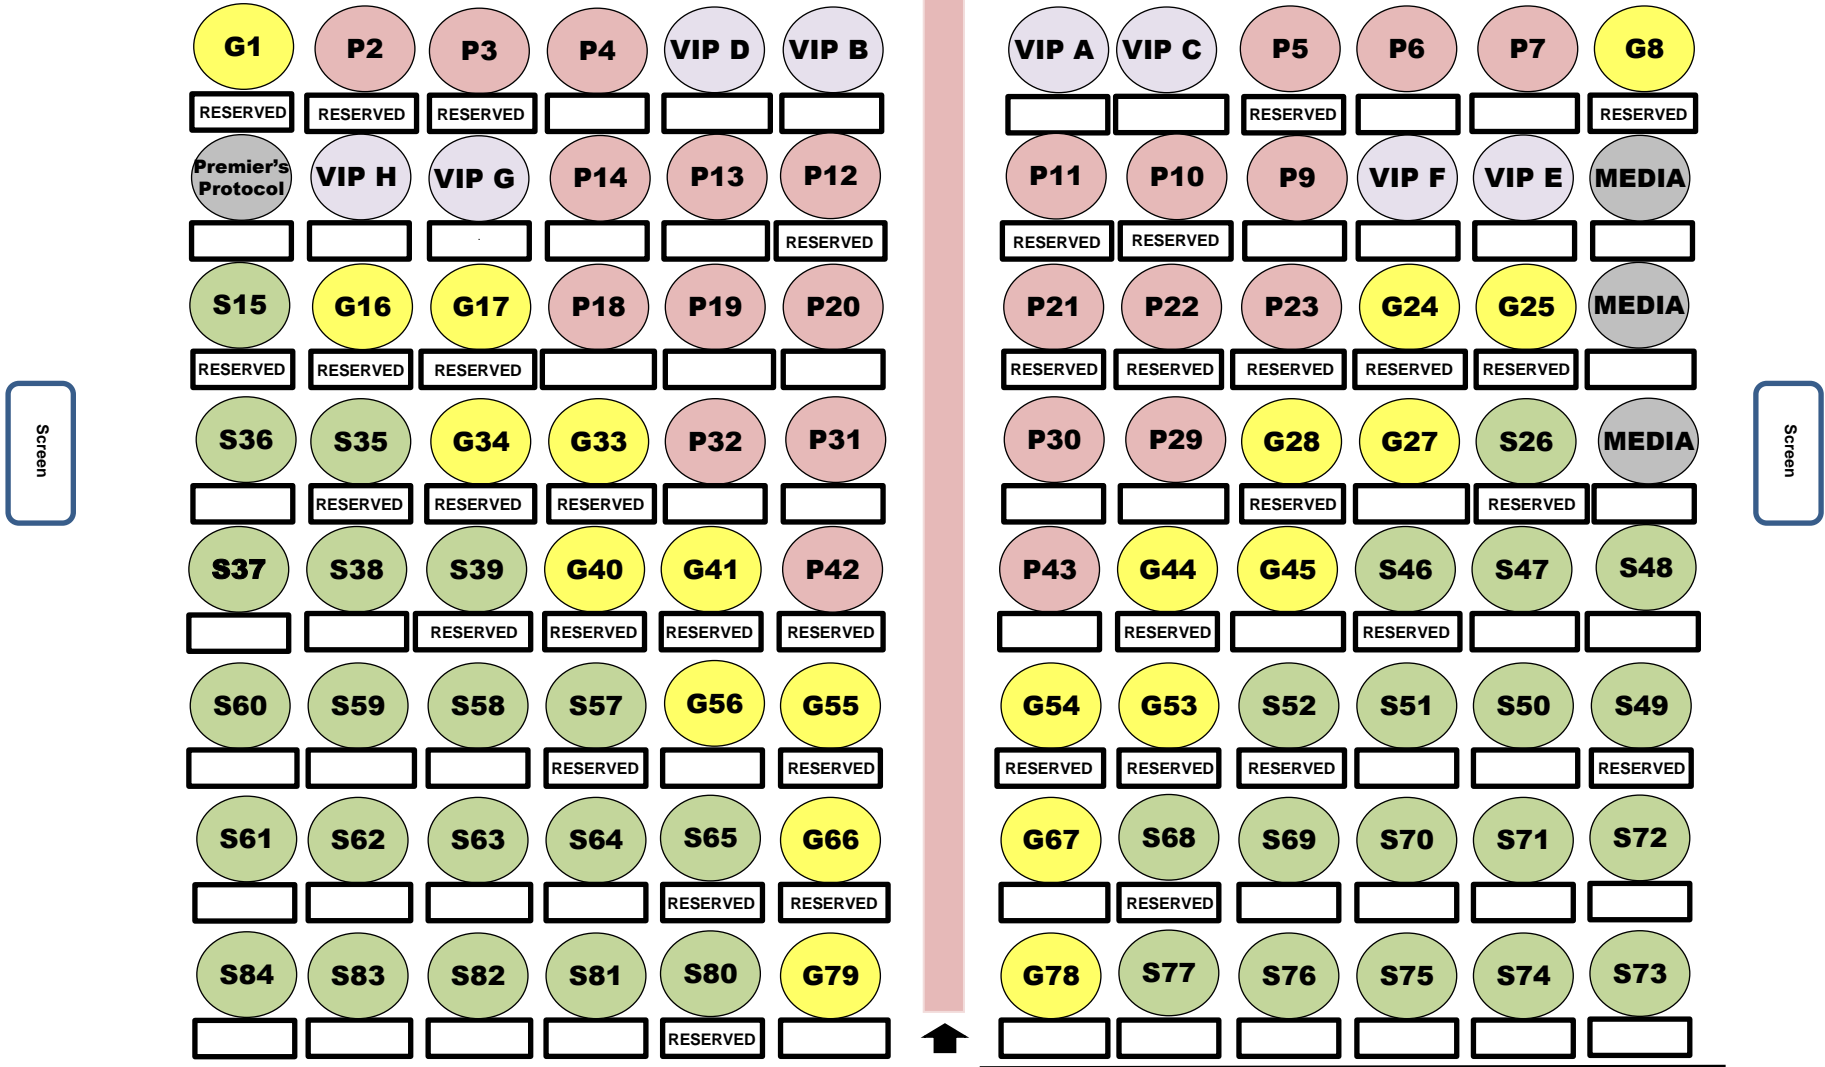 G1 P2 P3 P4 VIP D VIP B VIP A VIP C P5 P6 P7 G8
RESERVED RESERVED RESERVED RESERVED RESERVED
Premier's
Protocol VIP H VIP G P14 P13 P12 P11 P10 P9 VIP F VIP E MEDIA
RESERVED RESERVED RESERVED
S15 G16 G17 P18 P19 P20 P21 P22 P23 G24 G25 MEDIA
RESERVED RESERVED RESERVED RESERVED RESERVED RESERVED RESERVED RESERVED
Screen S36 S35 G34 G33 P32 P31 P30 P29 G28 G27 S26 MEDIA Screen
RESERVED RESERVED RESERVED RESERVED RESERVED
S37 S38 S39 G40 G41 P42 P43 G44 G45 S46 S47 S48
RESERVED RESERVED RESERVED RESERVED RESERVED RESERVED
S60 S59 S58 S57 G56 G55 G54 G53 S52 S51 S50 S49
RESERVED RESERVED RESERVED RESERVED RESERVED RESERVED
S61 S62 S63 S64 S65 G66 G67 S68 S69 S70 S71 S72
RESERVED RESERVED RESERVED
S84 S83 S82 S81 S80 G79 G78 S77 S76 S75 S74 S73
RESERVED